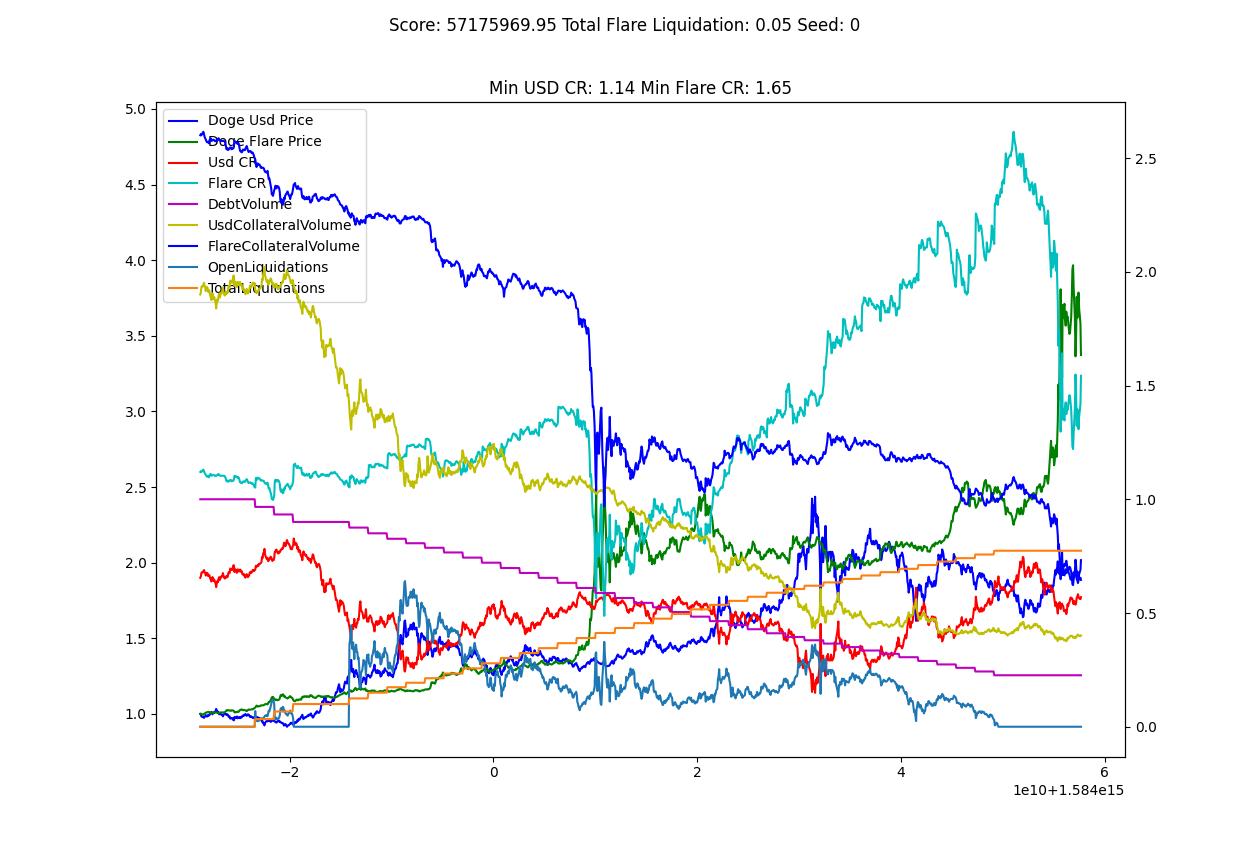 Score: 57175969.95 Total Flare Liquidation: 0.05 Seed: 0
Min USD CR: 1.14 Min Flare CR: 1.65
Doge Usd Price
Doge Flare Price
Usd CR
Flare CR
DebtVolume
UsdCollateralVolume
FlareCollateralVolume
OpenLiquidations
TotalLiquidations
5.0
4.5
4.0
3.5
3.0
2.5
2.0
1.5
1.0
2.5
2.0
1.5
1.0
0.5
0.0
−2 0 2 4 6
1e10+1.584e15